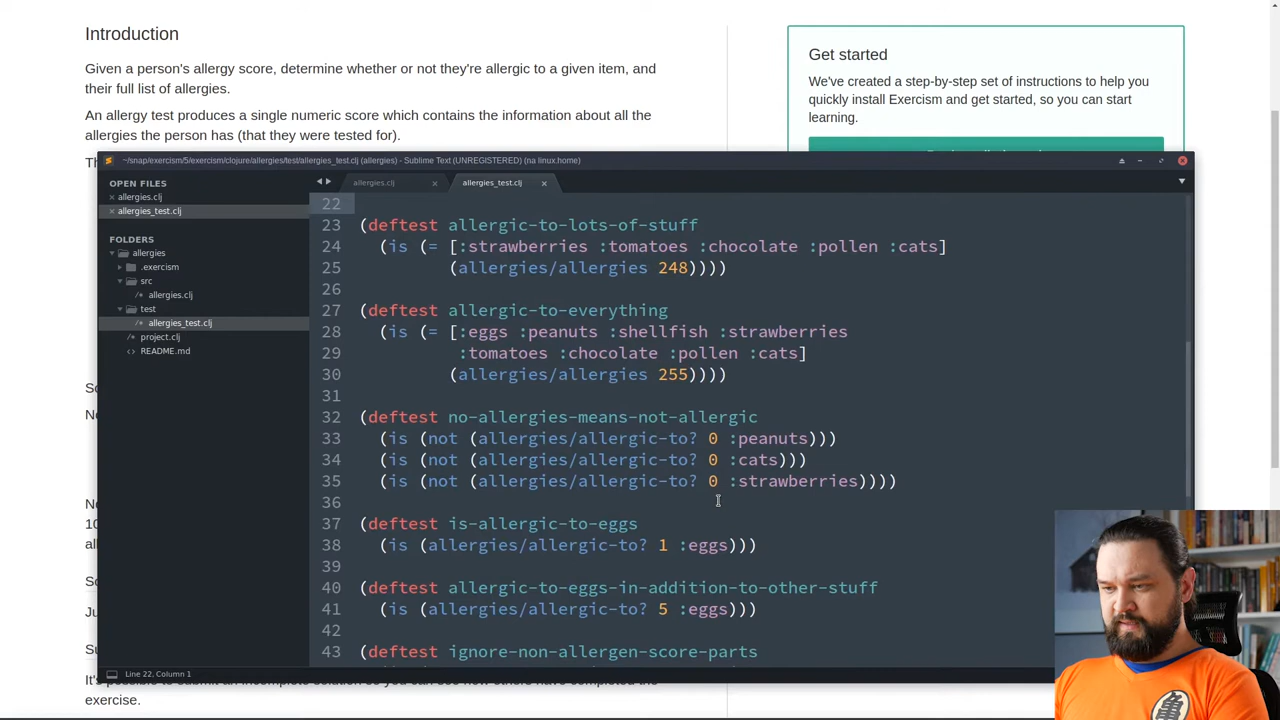 Introduction
Given a person's allergy score, determine whether or not they're allergic to a given item, and
their full list of allergies.
An allergy test produces a single numeric score which contains the information about all the
allergies the person has (that they were tested for).
Get started
We've created a step-by-step set of instructions to help you
quickly install Exercism and get started, so you can start
learning.
Th
~/snap/exercism/5/exercism/clojure/allergies/test/allergies_test.clj (allergies) - Sublime Text (UNREGISTERED) (na linux.home)
OPEN FILES
allergies.clj
allergies_test.clj
FOLDERS
allergies
.exercism
src
allergies.clj
test
allergies_test.clj
project.clj
README.md
allergies.clj
allergies_test.clj
22
23 (deftest allergic-to-lots-of-stuff
24 (is (= [:strawberries :tomatoes :chocolate :pollen :cats]
25 (allergies/allergies 248))))
26
27 (deftest allergic-to-everything
28 (is (= [:eggs :peanuts :shellfish :strawberries
29 :tomatoes :chocolate :pollen :cats]
30 (allergies/allergies 255))))
31
32 (deftest no-allergies-means-not-allergic
33 (is (not (allergies/allergic-to? 0 :peanuts)))
34 (is (not (allergies/allergic-to? 0 :cats)))
35 (is (not (allergies/allergic-to? 0 :strawberries))))
36
37 (deftest is-allergic-to-eggs
38 (is (allergies/allergic-to? 1 :eggs)))
39
40 (deftest allergic-to-eggs-in-addition-to-other-stuff
41 (is (allergies/allergic-to? 5 :eggs)))
42
43 (deftest ignore-non-allergen-score-parts
Line 22, Column 1
exercise.